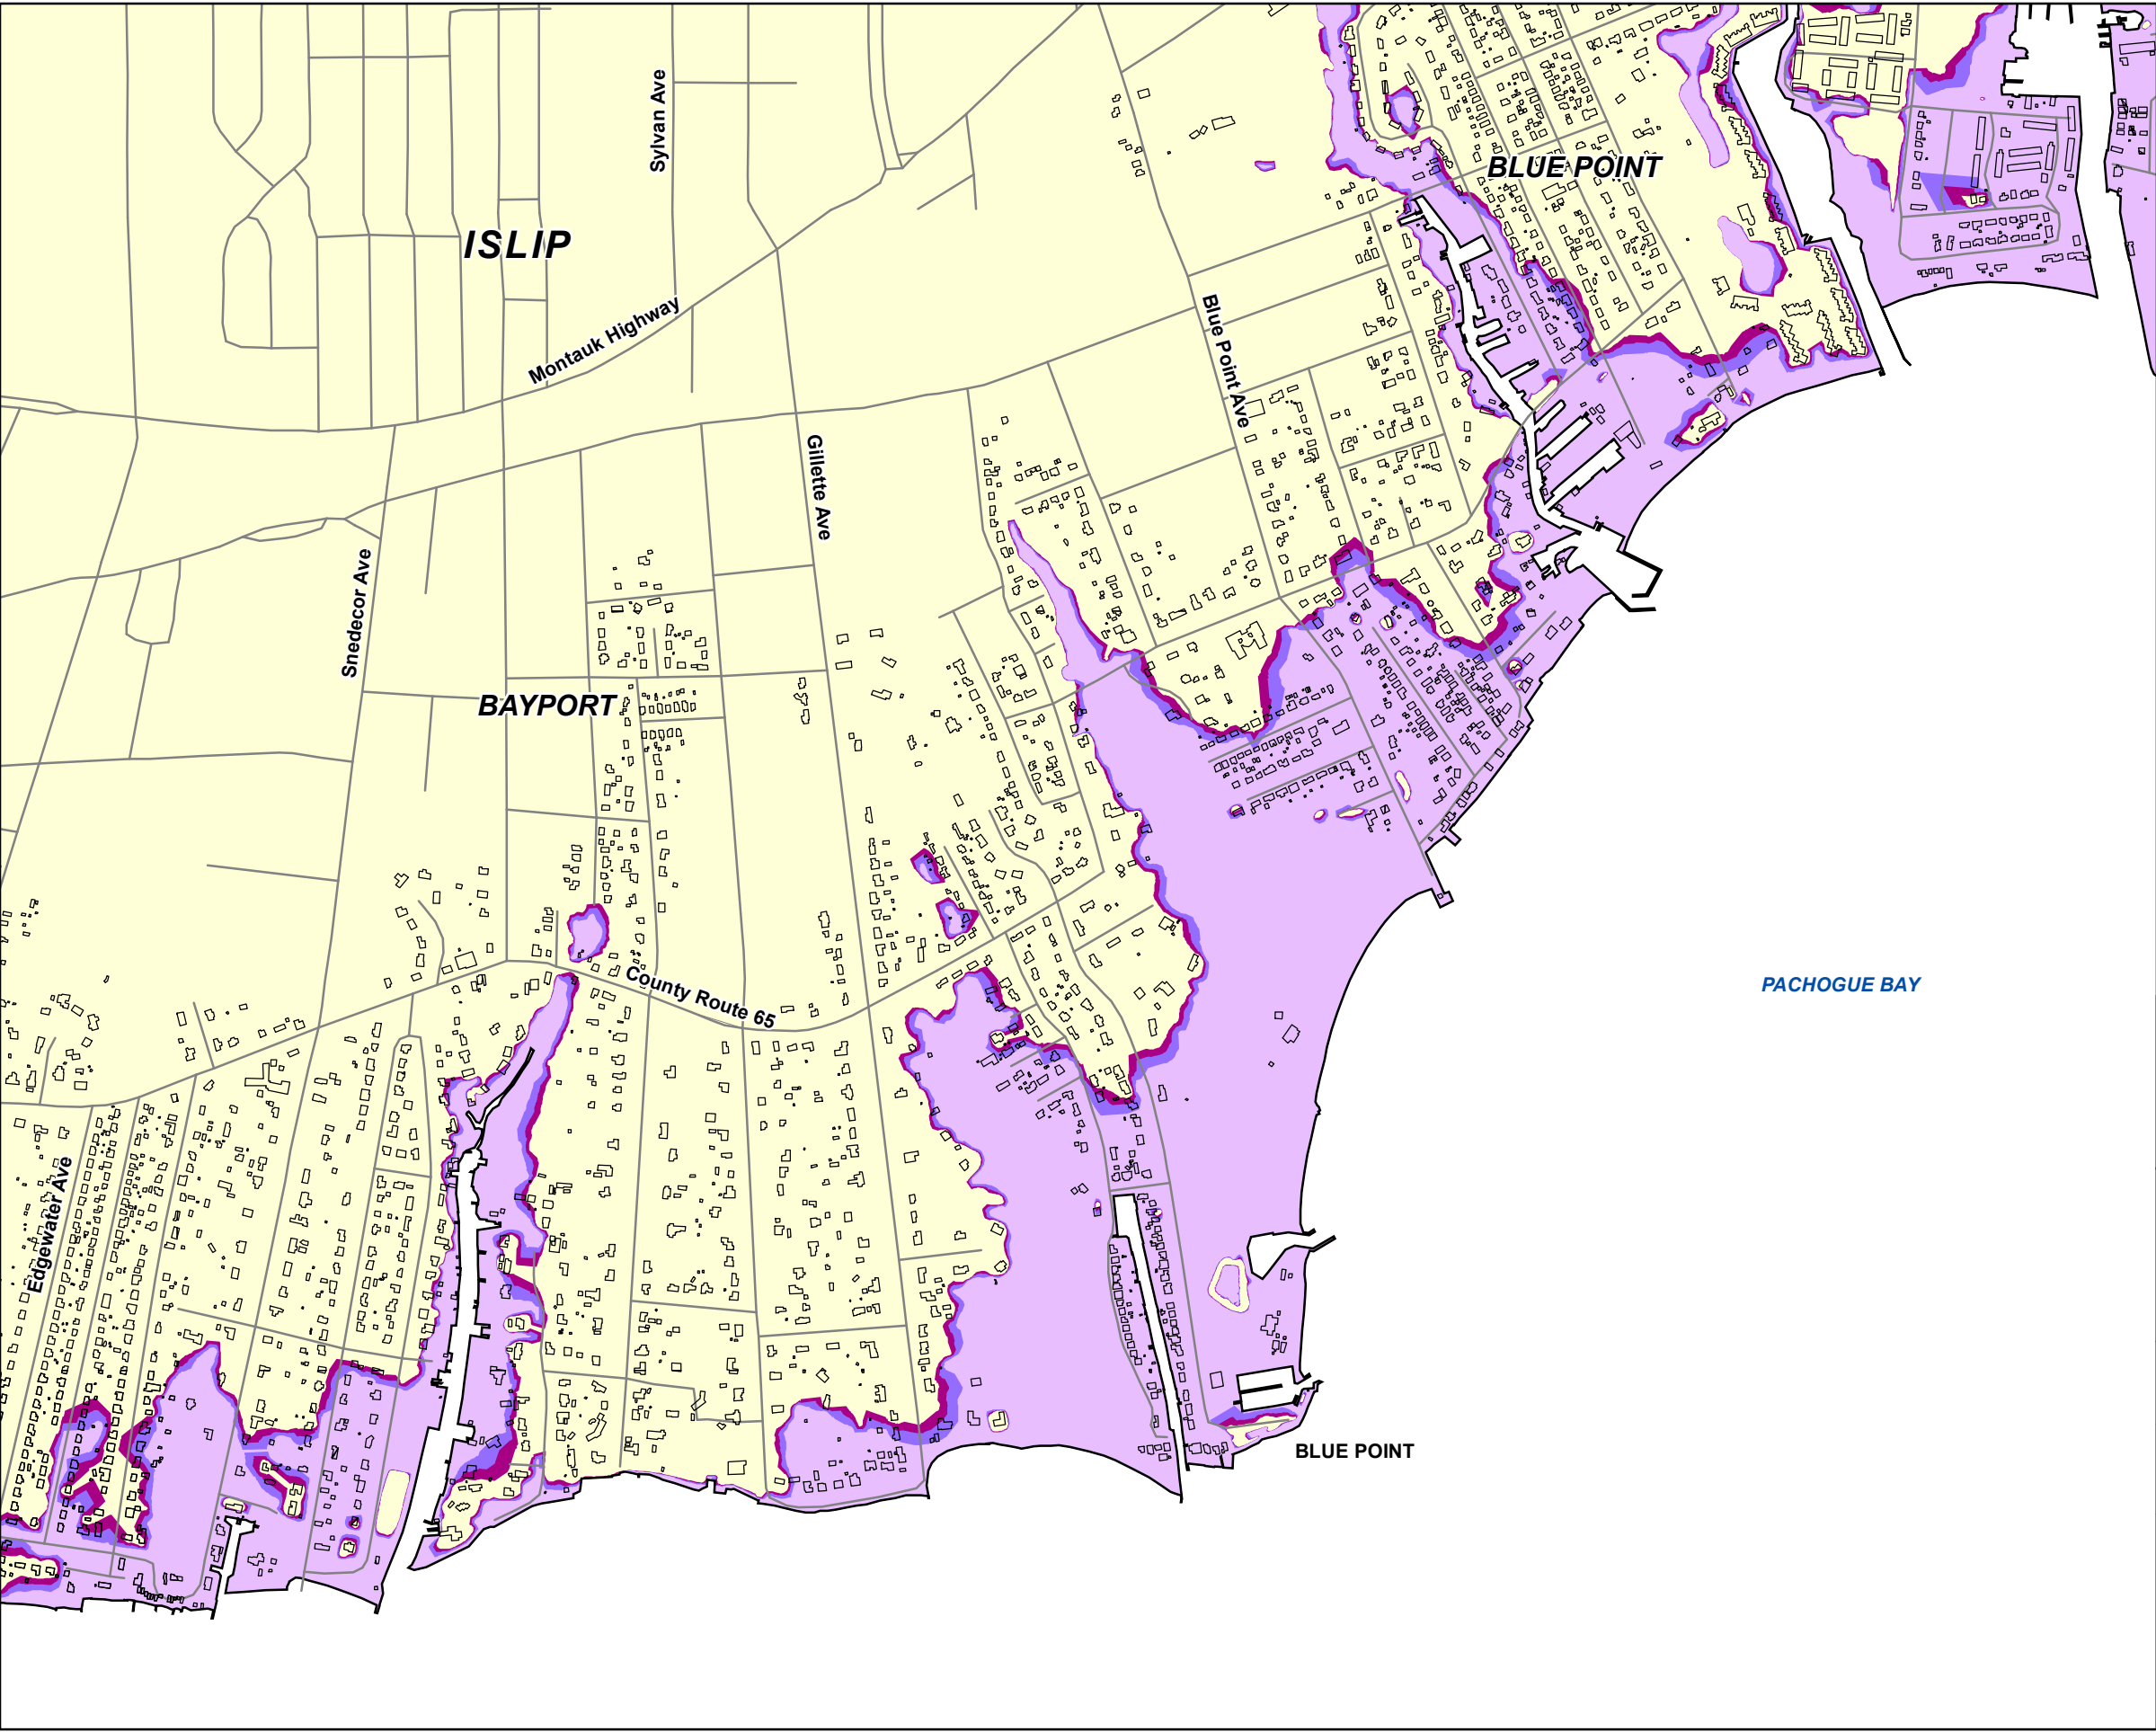 Sylvan Ave
BLUE POINT
ISLIP
Montauk Highway
Blue Point Ave
Gillette Ave
Snedecor Ave
BAYPORT
County Route 65
PACHOGUE BAY
Edgewater Ave
BLUE POINT